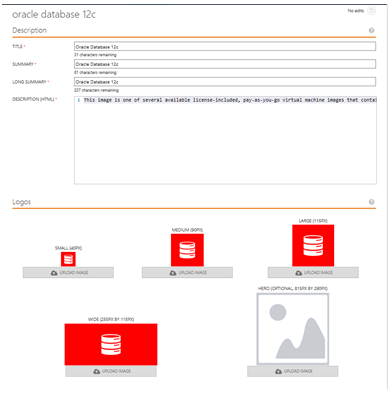 oracle database 12c
No edits
Description
TITLE *
Oracle Database 12c
31 characters remaining
SUMMARY *
Oracle Database 12c
81 characters remaining
LONG SUMMARY *
Oracle Database 12c
237 characters remaining
DESCRIPTION (HTML) *
1 This image is one of several available license-included, pay-as-you-go virtual machine images that conta
Logos
SMALL (40PX)
UPLOAD IMAGE
MEDIUM (90PX)
UPLOAD IMAGE
LARGE (115PX)
UPLOAD IMAGE
WIDE (255PX BY 115PX)
UPLOAD IMAGE
HERO (OPTIONAL, 815PX BY 290PX)
UPLOAD IMAGE